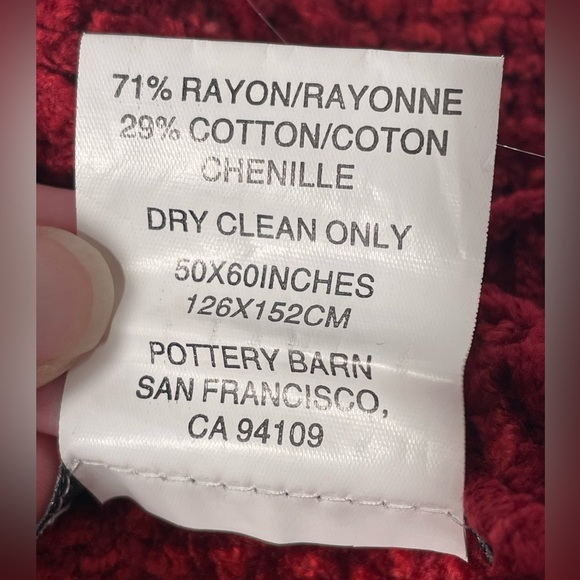 71% RAYON/RAYONNE
29% COTTON/COTON
CHENILLE
DRY CLEAN ONLY
50X60INCHES
126X152CM
POTTERY BARN
SAN FRANCISCO,
CA 94109